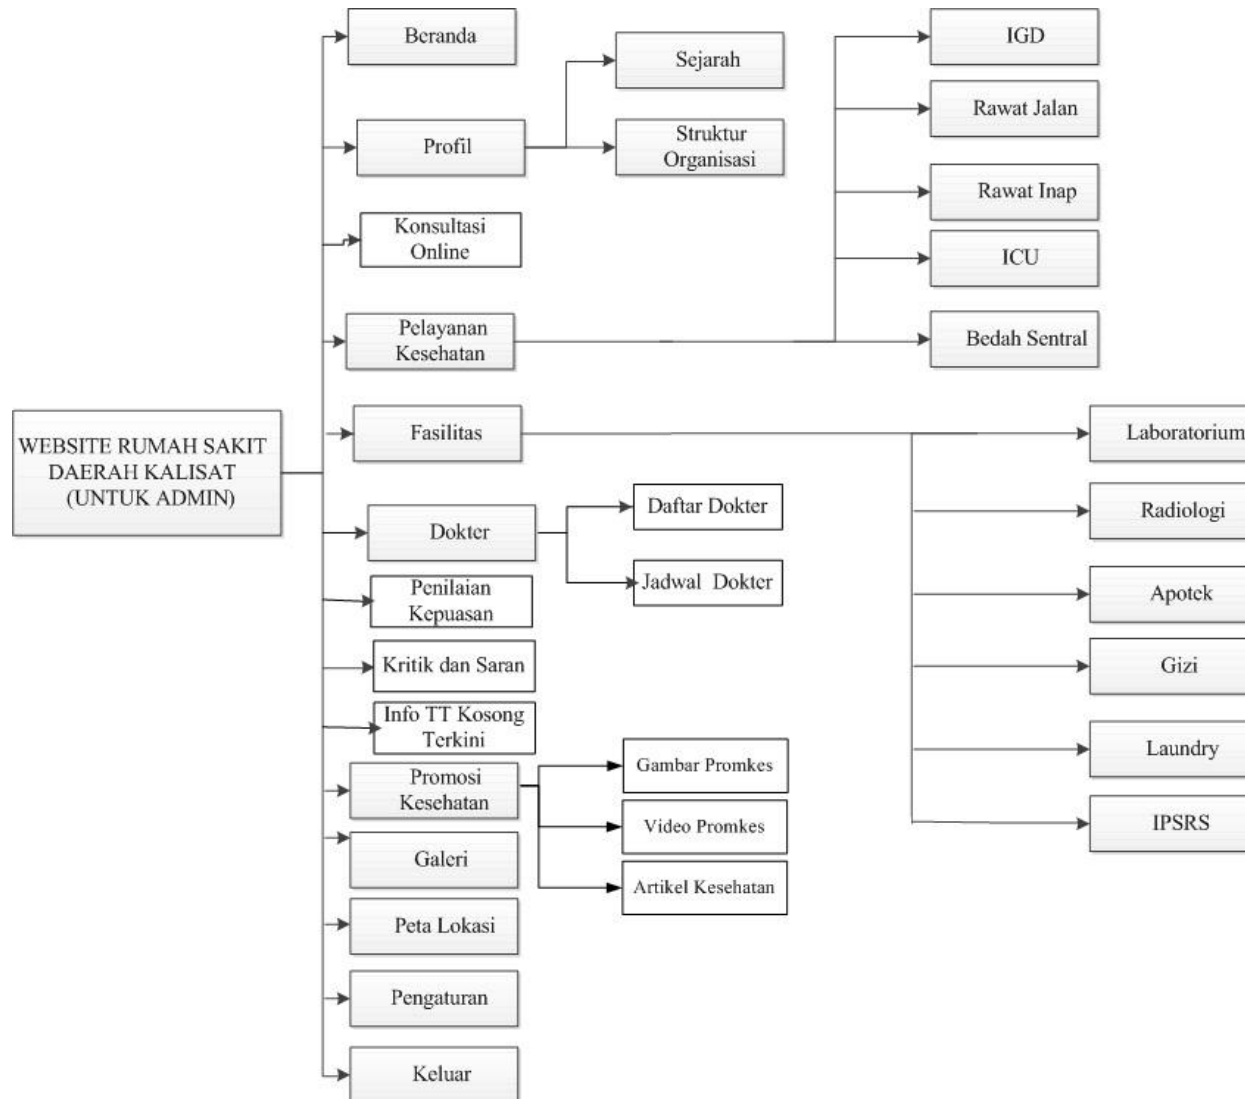 WEBSITE RUMAH SAKIT
DAERAH KALISAT
(UNTUK ADMIN)
Beranda
Profil
Sejarah
Struktur
Organisasi
Konsultasi
Online
Pelayanan
Kesehatan
IGD
Rawat Jalan
Rawat Inap
ICU
Bedah Sentral
Fasilitas
Laboratorium
Radiologi
Apotek
Gizi
Laundry
IPSRS
Dokter
Daftar Dokter
Jadwal Dokter
Penilaian
Kepuasan
Kritik dan Saran
Info TT Kosong
Terkini
Promosi
Kesehatan
Gambar Promkes
Video Promkes
Artikel Kesehatan
Galeri
Peta Lokasi
Pengaturan
Keluar